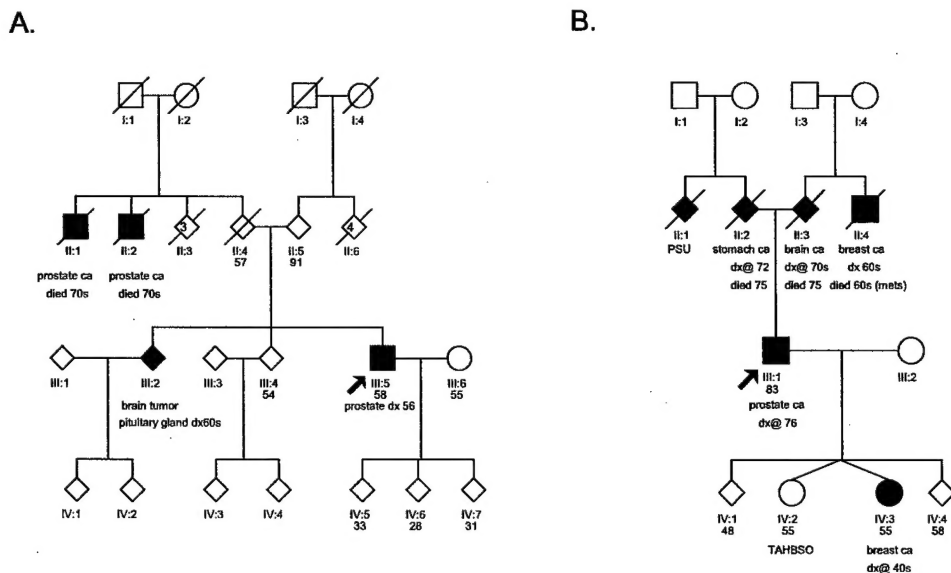 A.
B.
I:1
I:2
I:3
I:4
3
4
II:1
II:2
II:3
II:4
57
II:5
91
II:6
prostate ca
died 70s
prostate ca
died 70s
III:1
III:2
III:3
III:4
54
III:5
58
III:6
55
brain tumor
pitultary gland dx60s
prostate dx 56
IV:1
IV:2
IV:3
IV:4
IV:5
33
IV:6
28
IV:7
31
I:1
I:2
I:3
I:4
II:1
PSU
II:2
stomach ca
dx@ 72
died 75
II:3
brain ca
dx@ 70s
died 75
II:4
breast ca
dx 60s
died 60s (mets)
III:1
83
III:2
prostate ca
dx@ 76
IV:1
48
IV:2
55
TAHBSO
IV:3
55
breast ca
dx@ 40s
IV:4
58